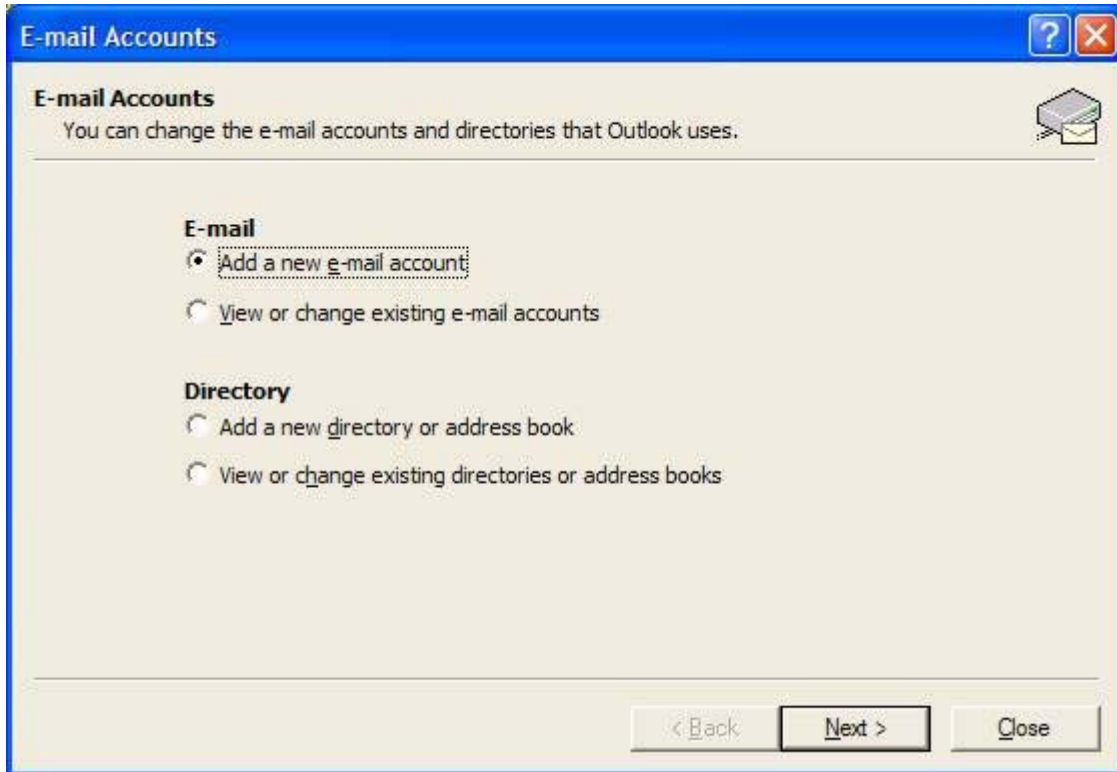 E-mail Accounts
E-mail Accounts
You can change the e-mail accounts and directories that Outlook uses.
E-mail
Add a new e-mail account
View or change existing e-mail accounts
Directory
Add a new directory or address book
View or change existing directories or address books
< Back Next > Close